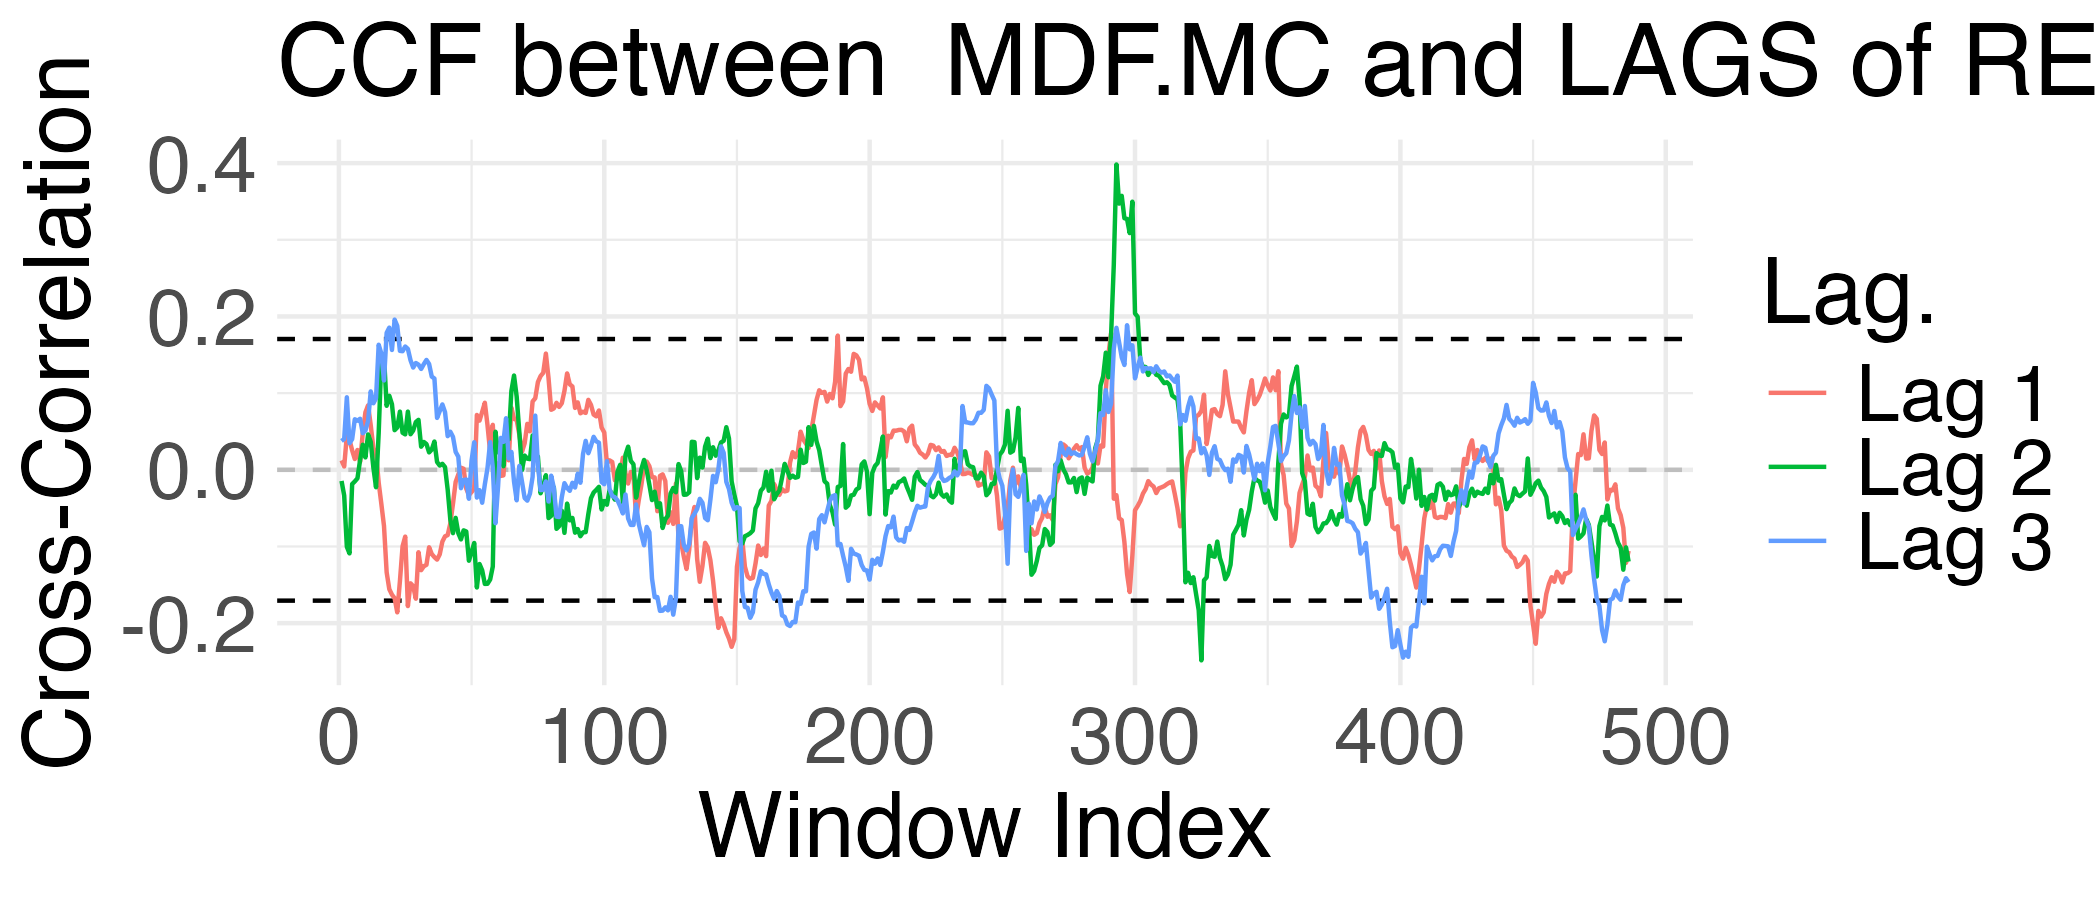 CCF between  MDF.MC and LAGS of RE
Cross-Correlation
0.4
0.2
0.0
-0.2
0
100
200
300
400
500
Window Index
Lag.
Lag 1
Lag 2
Lag 3